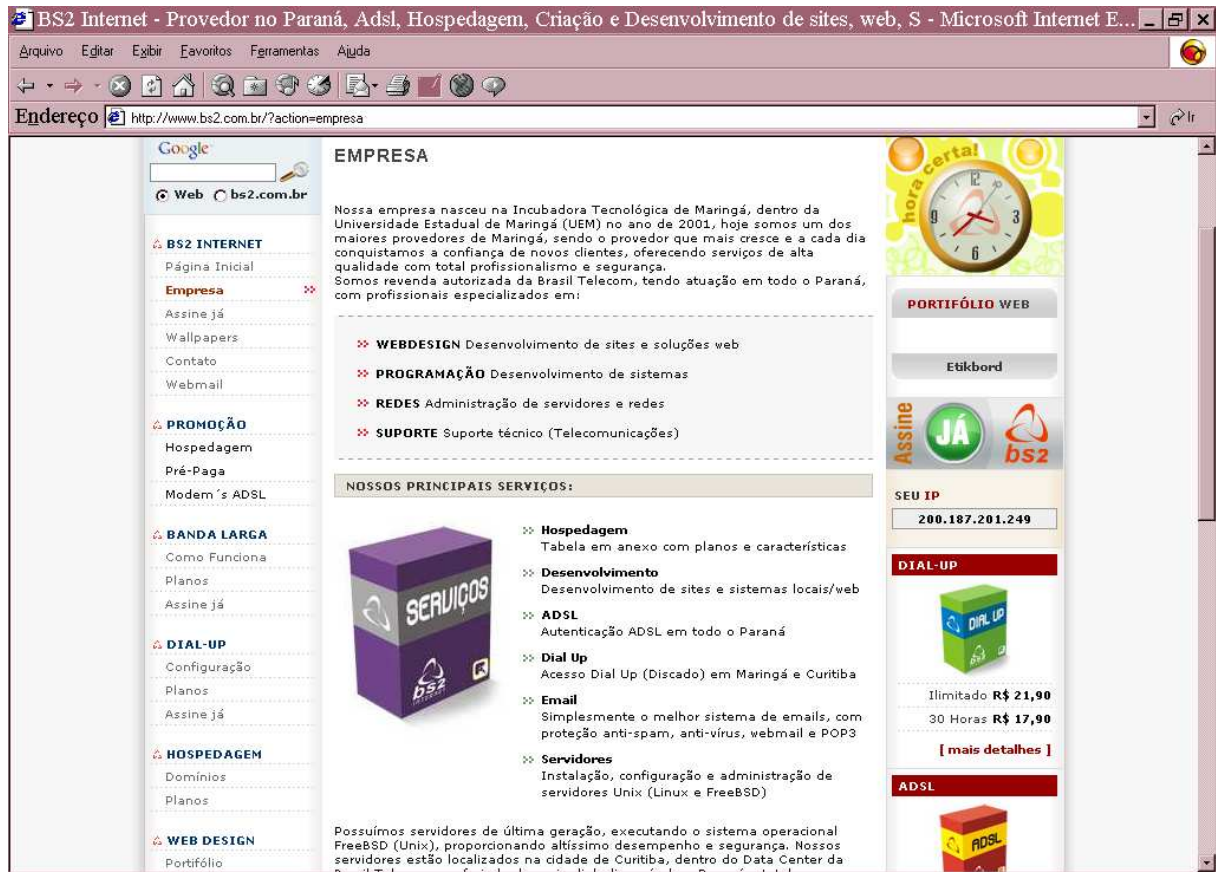 BS2 Internet - Provedor no Paraná, Adsl, Hospedagem, Criação e Desenvolvimento de sites, web, S - Microsoft Internet E...
Arquivo Editar Exibir Favoritos Ferramentas Ajuda
Endereço http://www.bs2.com.br/?action=empresa Ir
Google
Web bs2.com.br
BS2 INTERNET
Página Inicial
Empresa
Assine já
Wallpapers
Contato
Webmail
PROMOÇÃO
Hospedagem
Pré-Paga
Modem´s ADSL
BANDA LARGA
Como Funciona
Planos
Assine já
DIAL-UP
Configuração
Planos
Assine já
HOSPEDAGEM
Domínios
Planos
WEB DESIGN
Portifólio
EMPRESA
Nossa empresa nasceu na Incubadora Tecnológica de Maringá, dentro da
Universidade Estadual de Maringá (UEM) no ano de 2001, hoje somos um dos
maiores provedores de Maringá, sendo o provedor que mais cresce e a cada dia
conquistamos a confiança de novos clientes, oferecendo serviços de alta
qualidade com total profissionalismo e segurança.
Somos revenda autorizada da Brasil Telecom, tendo atuação em todo o Paraná,
com profissionais especializados em:
WEBDESIGN Desenvolvimento de sites e soluções web
PROGRAMAÇÃO Desenvolvimento de sistemas
REDES Administração de servidores e redes
SUPORTE Suporte técnico (Telecomunicações)
NOSSOS PRINCIPAIS SERVIÇOS:
SERVIÇOS
bs2
INTERNET
Hospedagem
Tabela em anexo com planos e características
Desenvolvimento
Desenvolvimento de sites e sistemas locais/web
ADSL
Autenticação ADSL em todo o Paraná
Dial Up
Acesso Dial Up (Discado) em Maringá e Curitiba
Email
Simplesmente o melhor sistema de emails, com
proteção anti-spam, anti-vírus, webmail e POP3
Servidores
Instalação, configuração e administração de
servidores Unix (Linux e FreeBSD)
Possuímos servidores de última geração, executando o sistema operacional
FreeBSD (Unix), proporcionando altíssimo desempenho e segurança. Nossos
servidores estão localizados na cidade de Curitiba, dentro do Data Center da
hora certa!
12
3
6
9
PORTIFÓLIO WEB
Etikbord
Assine JÁ bs2
SEU IP
200.187.201.249
DIAL-UP
DIAL UP
bs2
Ilimitado R$ 21,90
30 Horas R$ 17,90
[ mais detalhes ]
ADSL
ADSL